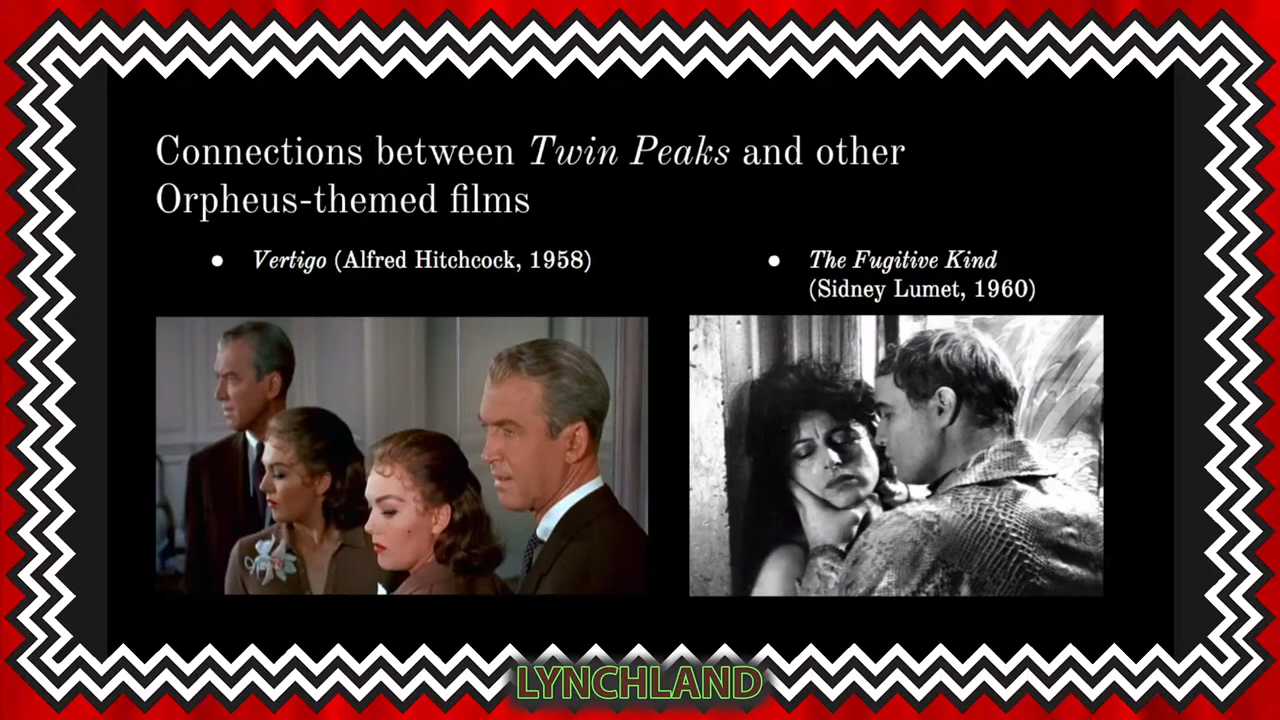 Connections between Twin Peaks and other
Orpheus-themed films
● Vertigo (Alfred Hitchcock, 1958)
● The Fugitive Kind
(Sidney Lumet, 1960)
LYNCHLAND